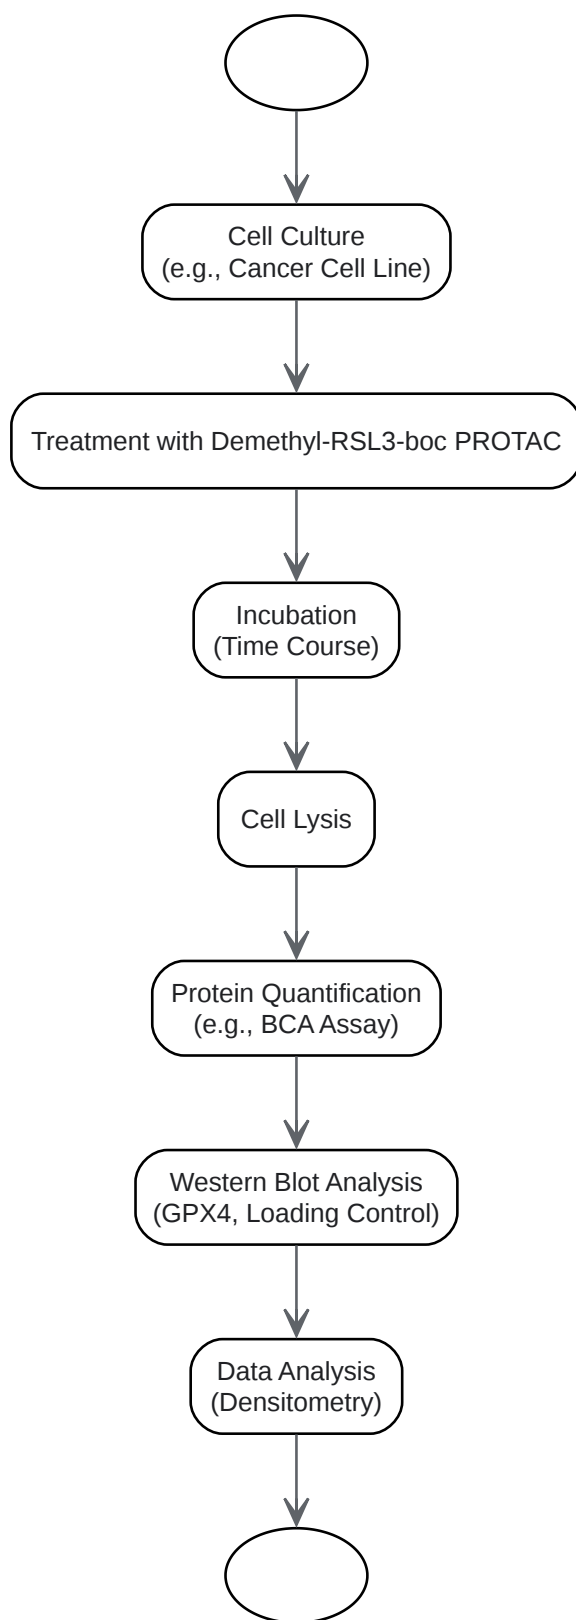 Cell Culture
(e.g., Cancer Cell Line)
Treatment with Demethyl-RSL3-boc PROTAC
Incubation
(Time Course)
Cell Lysis
Protein Quantification
(e.g., BCA Assay)
Western Blot Analysis
(GPX4, Loading Control)
Data Analysis
(Densitometry)